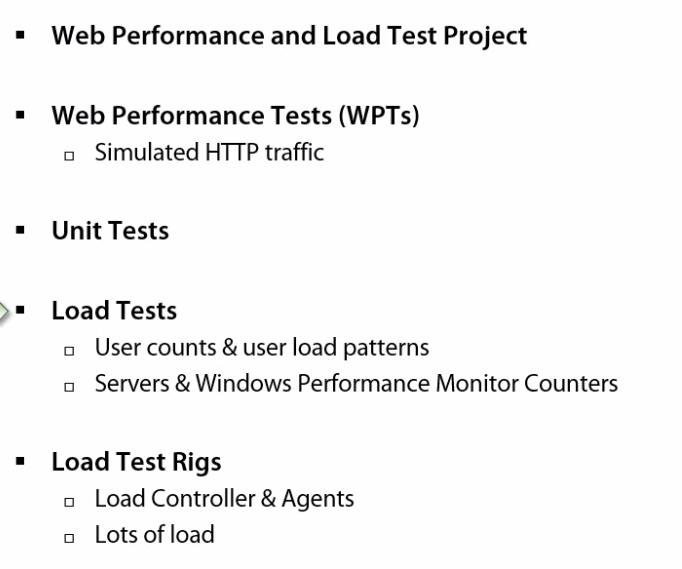 Web Performance and Load Test Project
Web Performance Tests (WPTs)
Simulated HTTP traffic
Unit Tests
Load Tests
User counts & user load patterns
Servers & Windows Performance Monitor Counters
Load Test Rigs
Load Controller & Agents
Lots of load